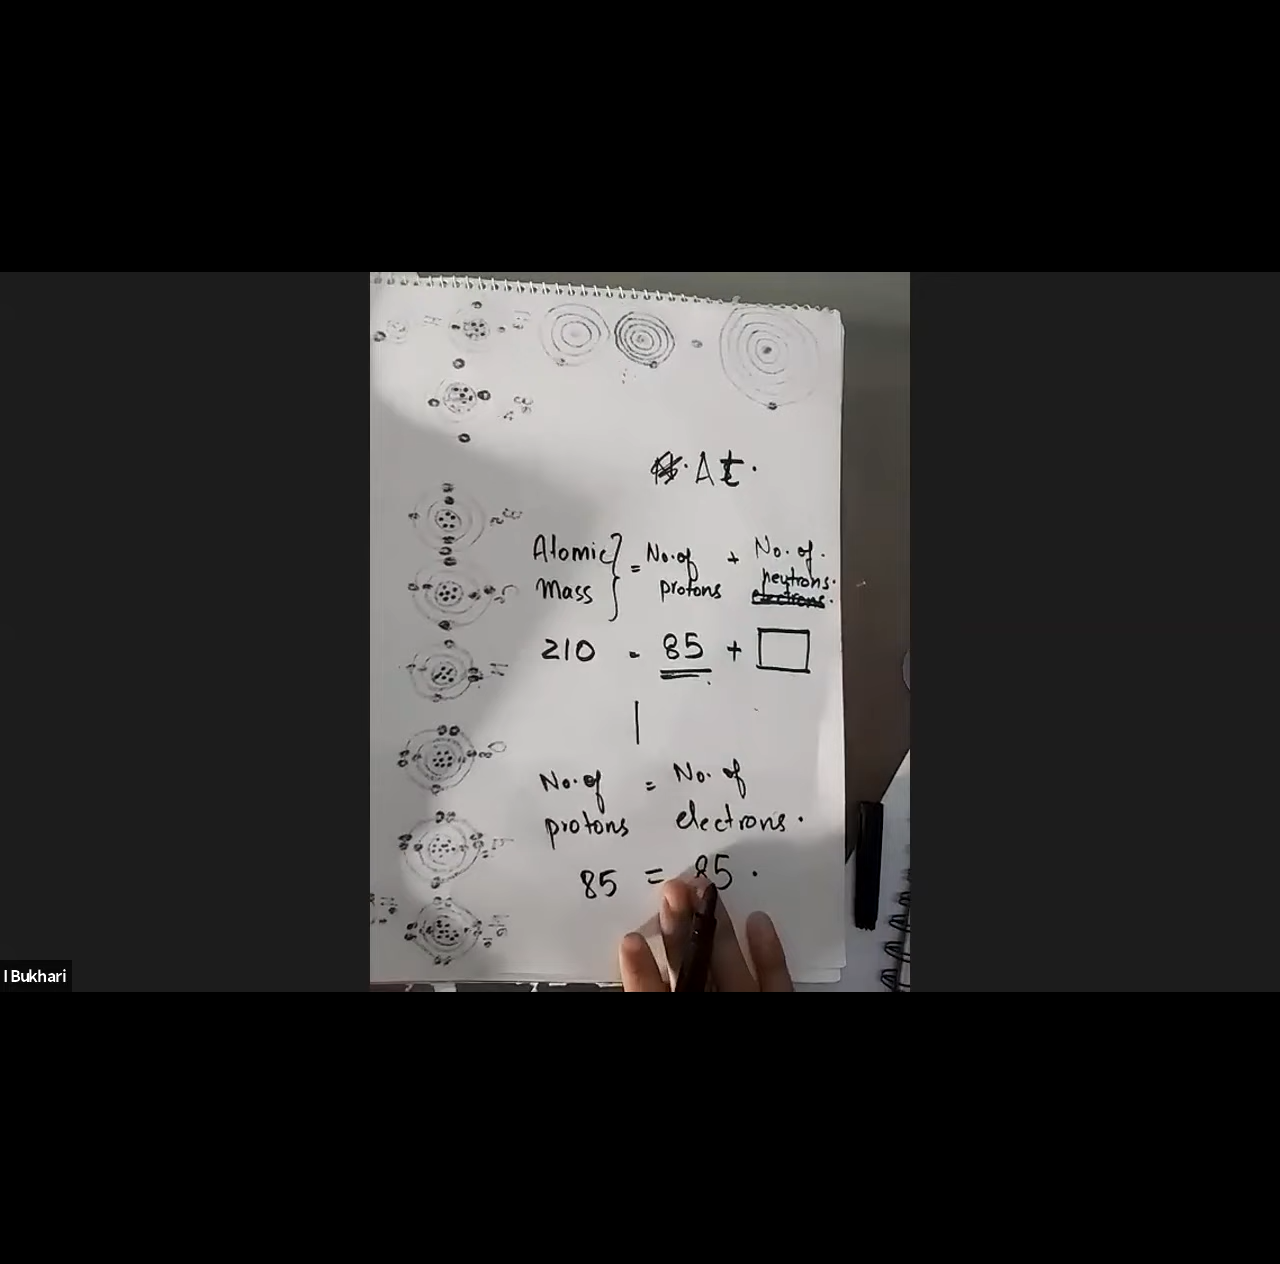 At.
Atomic Mass } = No. of protons + No. of neutrons.
electrons.
210 = 85 + □
No. of protons = No. of electrons.
85 = 85.
I Bukhari